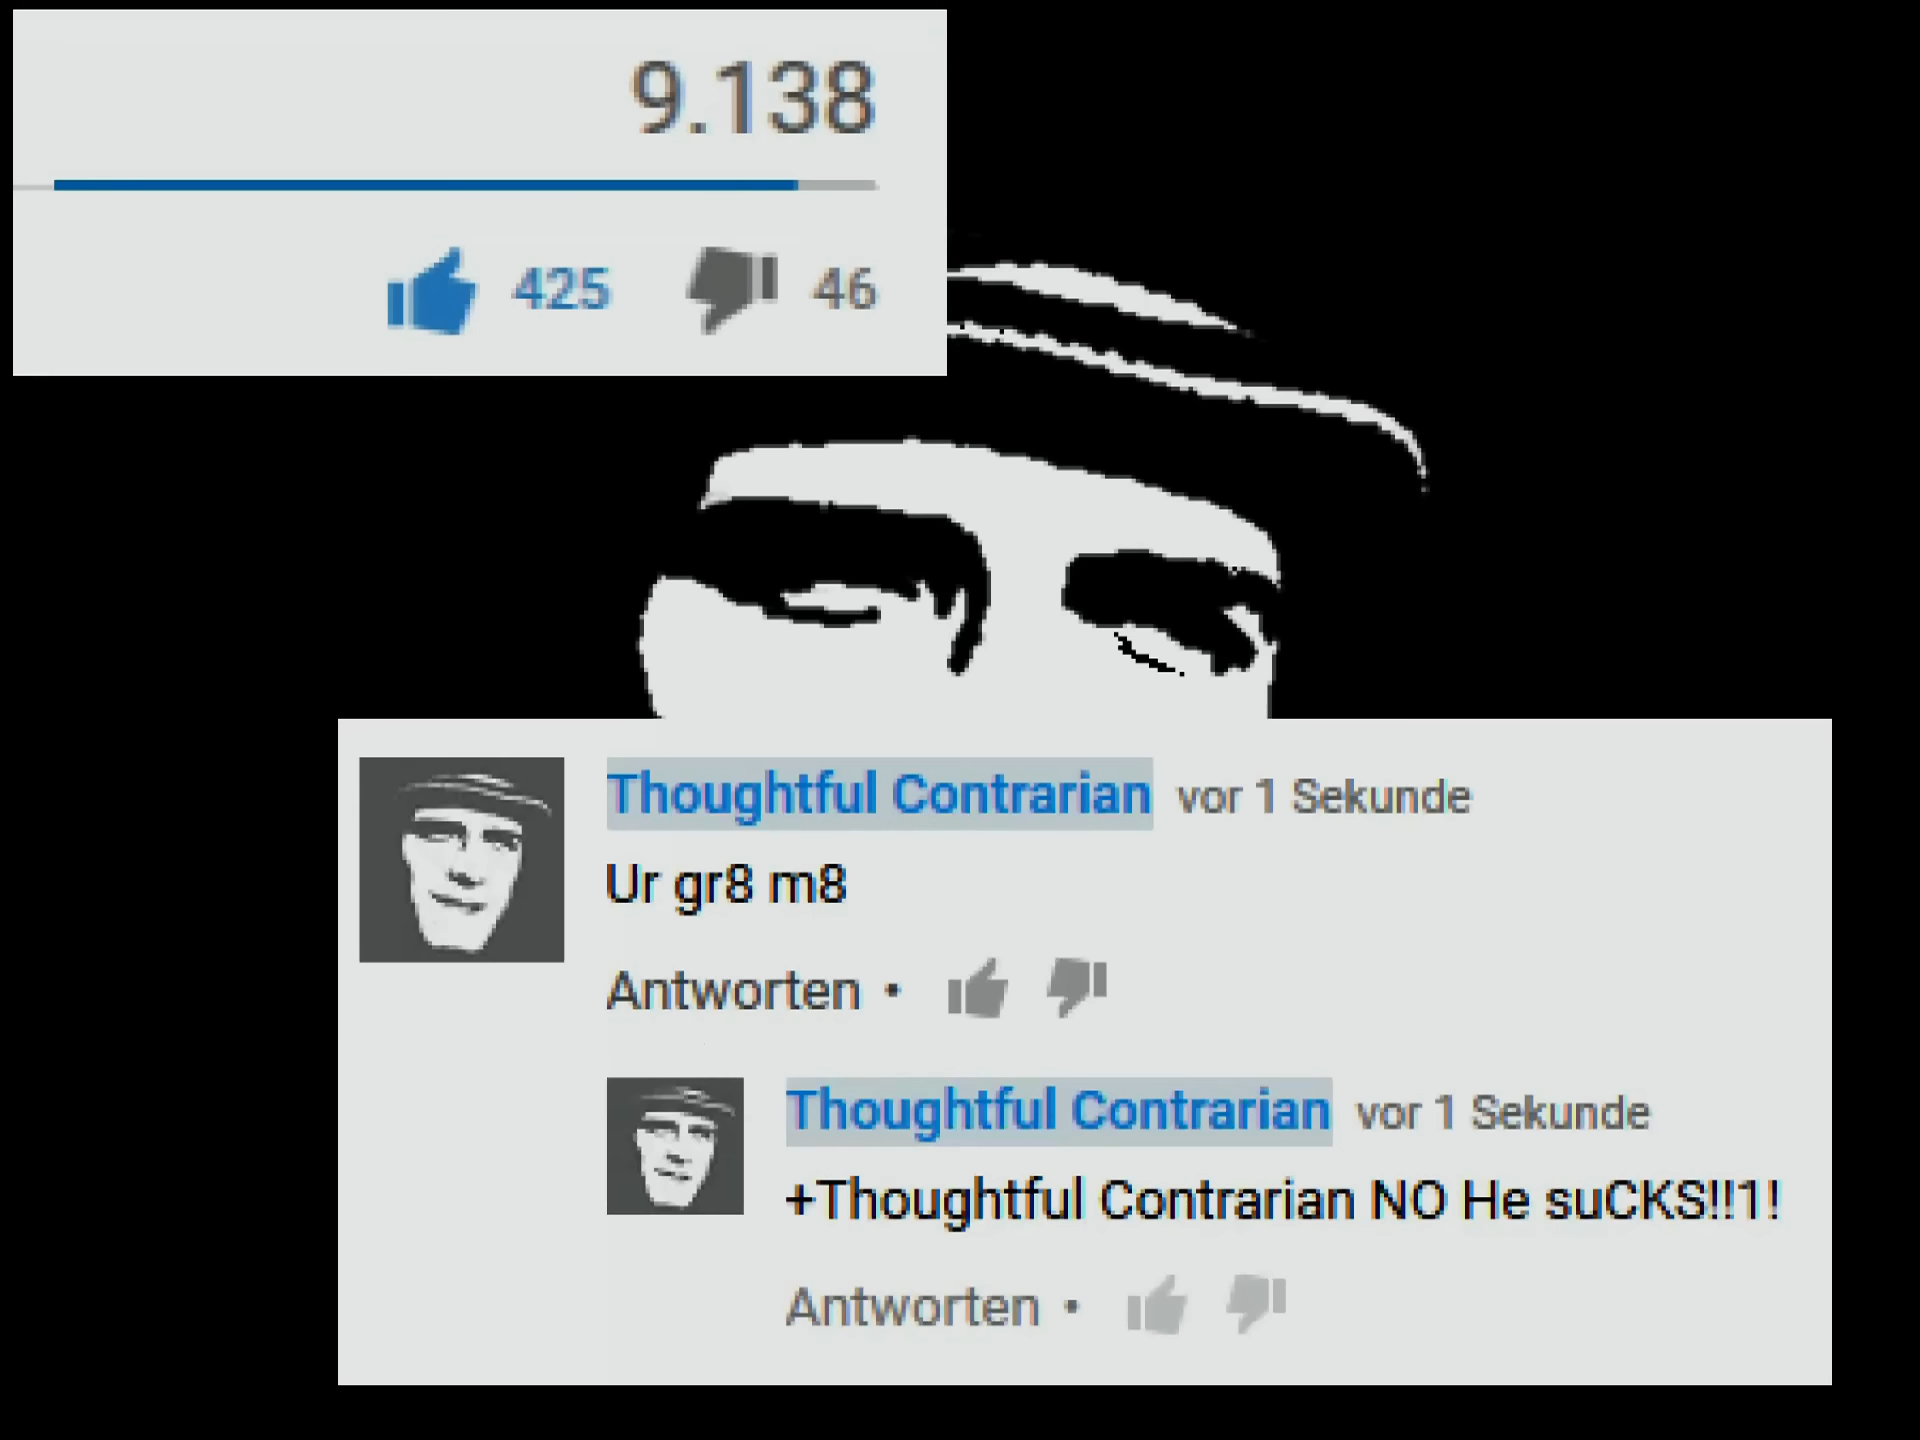 9.138
425 46
Thoughtful Contrarian vor 1 Sekunde
Ur gr8 m8
Antworten •
Thoughtful Contrarian vor 1 Sekunde
+Thoughtful Contrarian NO He suCKS!!1!
Antworten •